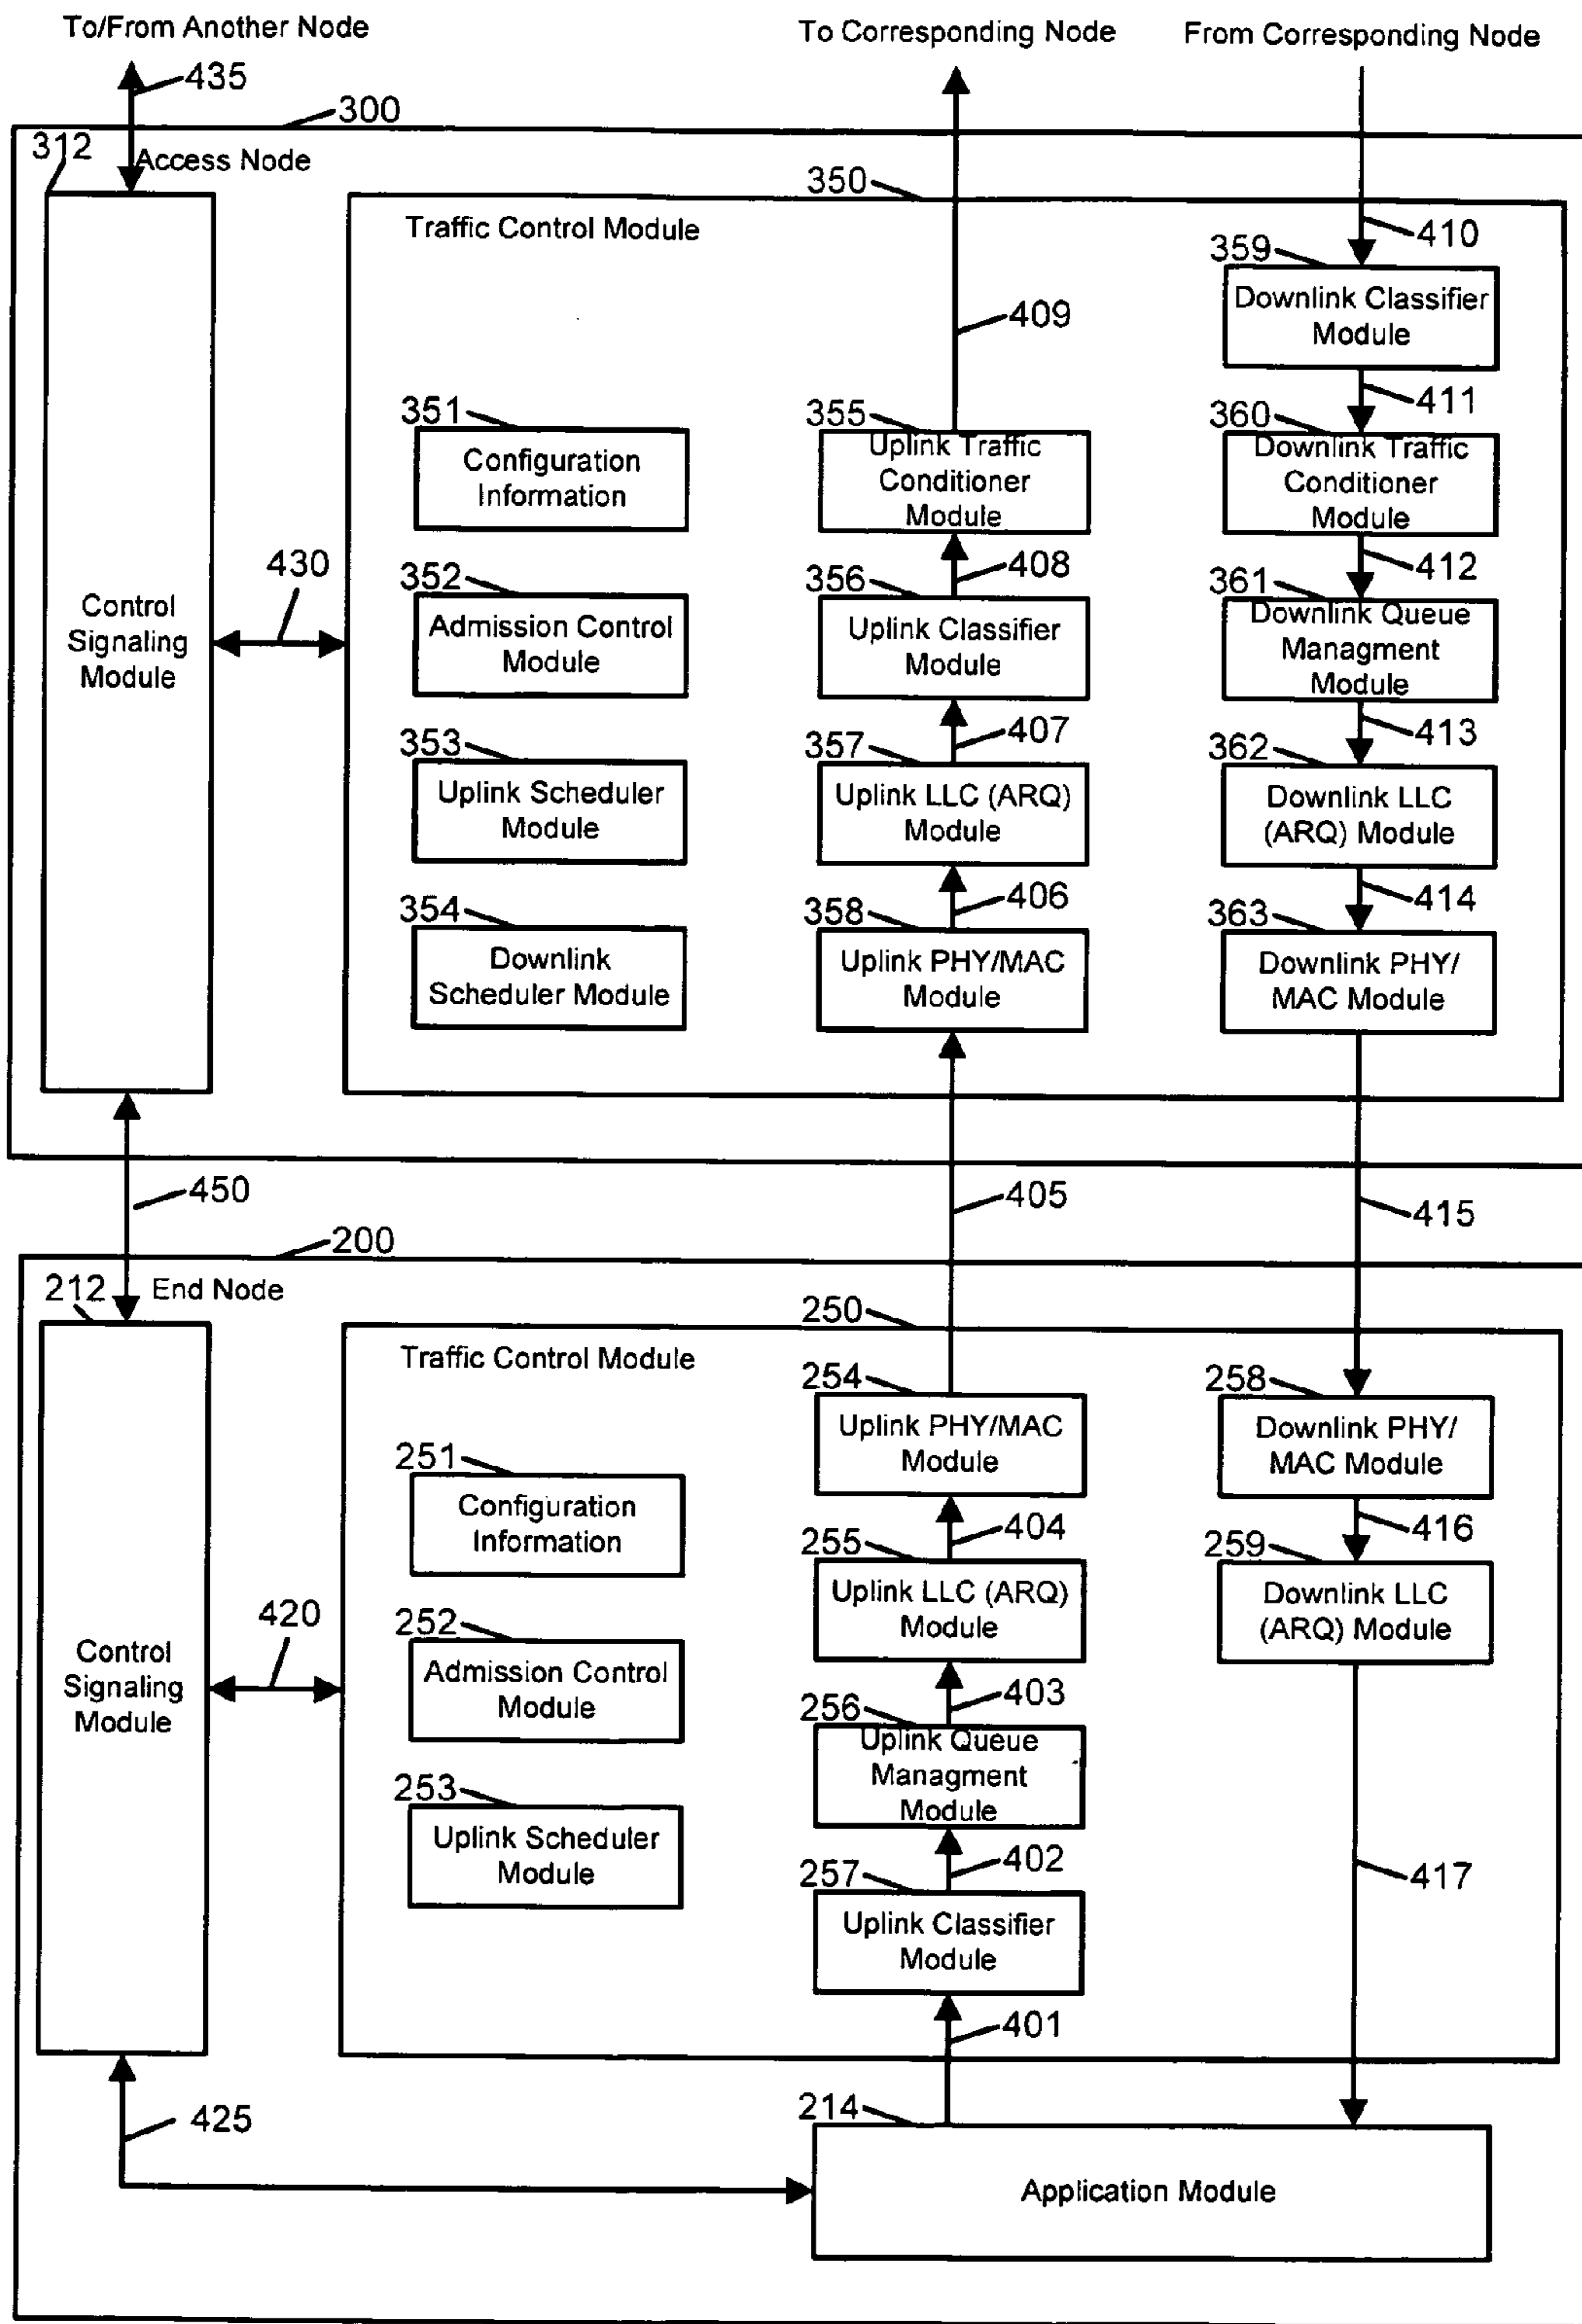 To/From Another Node
To Corresponding Node
From Corresponding Node
435
300
312
Access Node
350
Traffic Control Module
410
359
Downlink Classifier
Module
409
411
351
Configuration
Information
355
Uplink Traffic
Conditioner
Module
360
Downlink Traffic
Conditioner
Module
430
408
412
Control
Signaling
Module
352
Admission Control
Module
356
Uplink Classifier
Module
361
Downlink Queue
Managment
Module
407
413
353
Uplink Scheduler
Module
357
Uplink LLC (ARQ)
Module
362
Downlink LLC
(ARQ) Module
406
414
354
Downlink
Scheduler Module
358
Uplink PHY/MAC
Module
363
Downlink PHY/
MAC Module
450
405
415
200
212
End Node
250
Traffic Control Module
254
Uplink PHY/MAC
Module
258
Downlink PHY/
MAC Module
251
Configuration
Information
404
416
255
Uplink LLC (ARQ)
Module
259
Downlink LLC
(ARQ) Module
420
Control
Signaling
Module
252
Admission Control
Module
403
256
Uplink Queue
Managment
Module
253
Uplink Scheduler
Module
402
417
257
Uplink Classifier
Module
401
425
214
Application Module